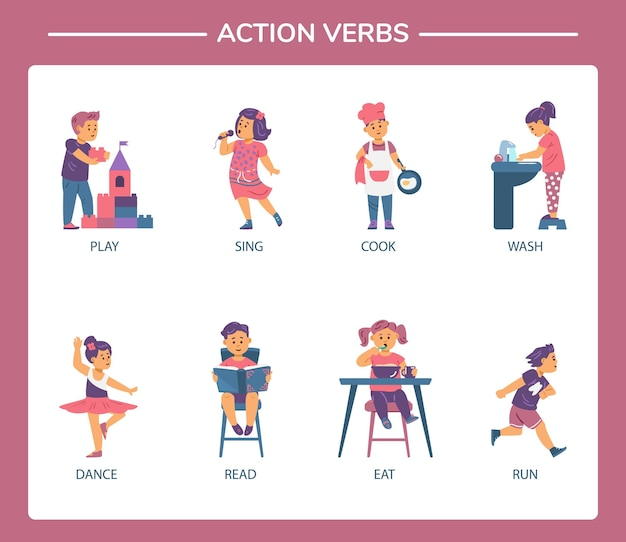 ACTION VERBS
PLAY
SING
COOK
WASH
DANCE
READ
EAT
RUN